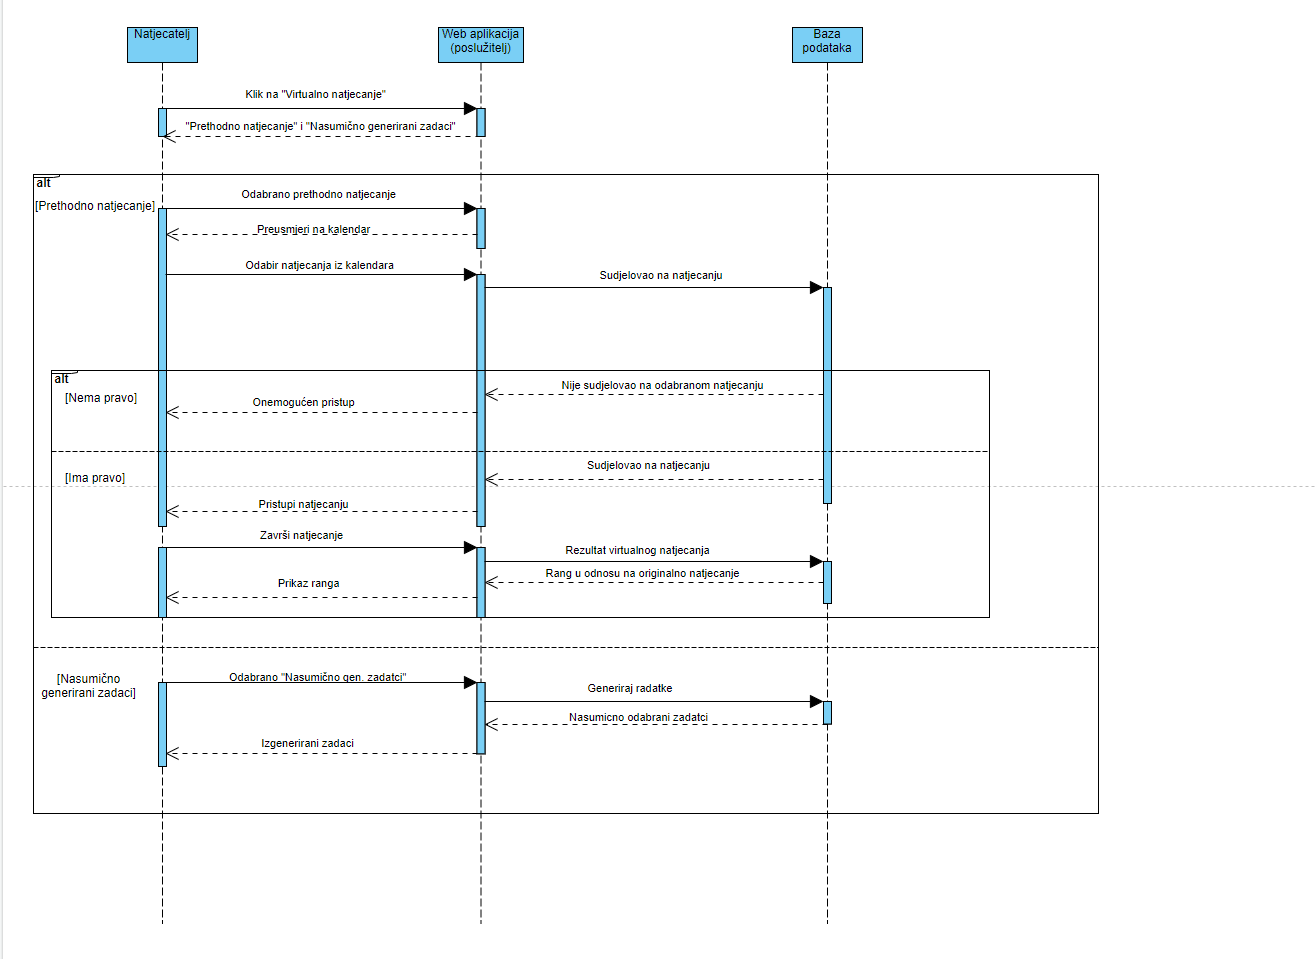 Natjecatelj
Web aplikacija
(poslužitelj)
Baza
podataka
Klik na "Virtualno natjecanje"
"Prethodno natjecanje" i "Nasumično generirani zadaci"
alt
[Prethodno natjecanje]
Odabrano prethodno natjecanje
Preusmjeri na kalendar
Odabir natjecanja iz kalendara
Sudjelovao na natjecanju
alt
[Nema pravo]
Nije sudjelovao na odabranom natjecanju
Onemogućen pristup
[Ima pravo]
Sudjelovao na natjecanju
Pristupi natjecanju
Završi natjecanje
Rezultat virtualnog natjecanja
Rang u odnosu na originalno natjecanje
Prikaz ranga
[Nasumično
generirani zadaci]
Odabrano "Nasumično gen. zadatci"
Generiraj radatke
Nasumicno odabrani zadatci
Izgenerirani zadaci